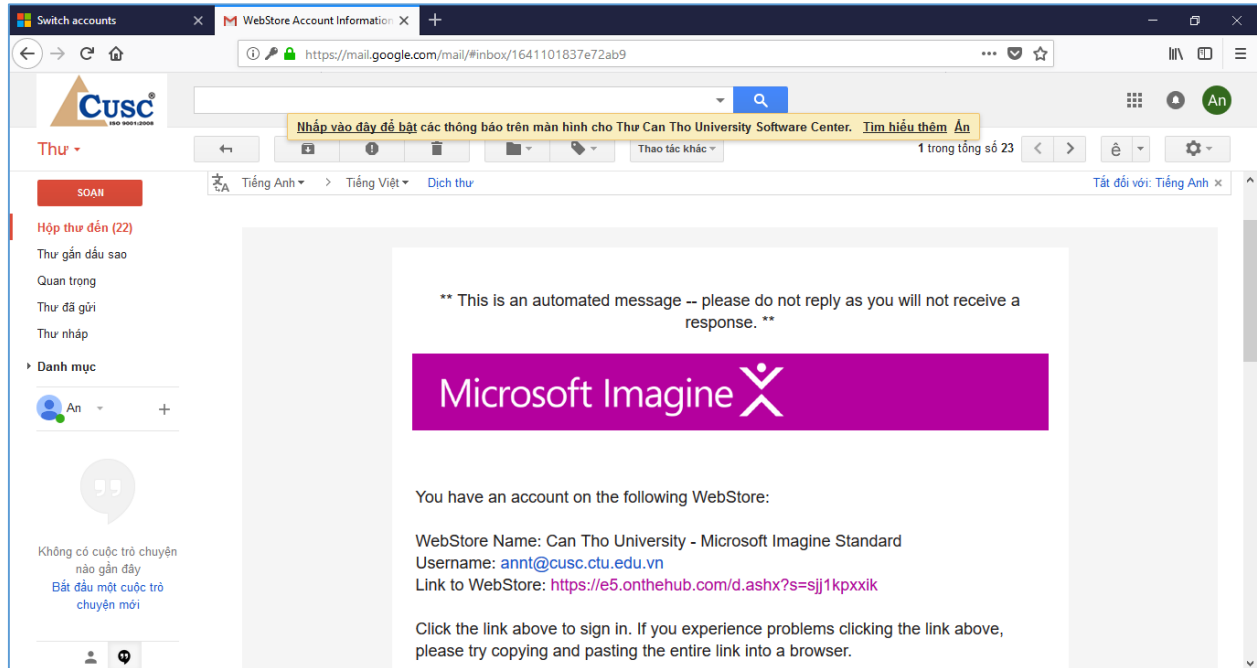 Switch accounts
WebStore Account Information
https://mail.google.com/mail/#inbox/1641101837e72ab9
CUSC®
ISO 9001:2008
An
Nhấp vào đây để bật các thông báo trên màn hình cho Thư Can Tho University Software Center. Tìm hiểu thêm Ẩn
Thư
Thao tác khác
1 trong tổng số 23
ê
Tiếng Anh > Tiếng Việt Dịch thư
Tắt đối với: Tiếng Anh ×
SOẠN
Hộp thư đến (22)
Thư gắn dấu sao
Quan trọng
Thư đã gửi
Thư nháp
Danh mục
An
Không có cuộc trò chuyện
nào gần đây
Bắt đầu một cuộc trò
chuyện mới
** This is an automated message -- please do not reply as you will not receive a
response. **
Microsoft Imagine
You have an account on the following WebStore:
WebStore Name: Can Tho University - Microsoft Imagine Standard
Username: annt@cusc.ctu.edu.vn
Link to WebStore: https://e5.onthehub.com/d.ashx?s=sjj1kpxxik
Click the link above to sign in. If you experience problems clicking the link above,
please try copying and pasting the entire link into a browser.